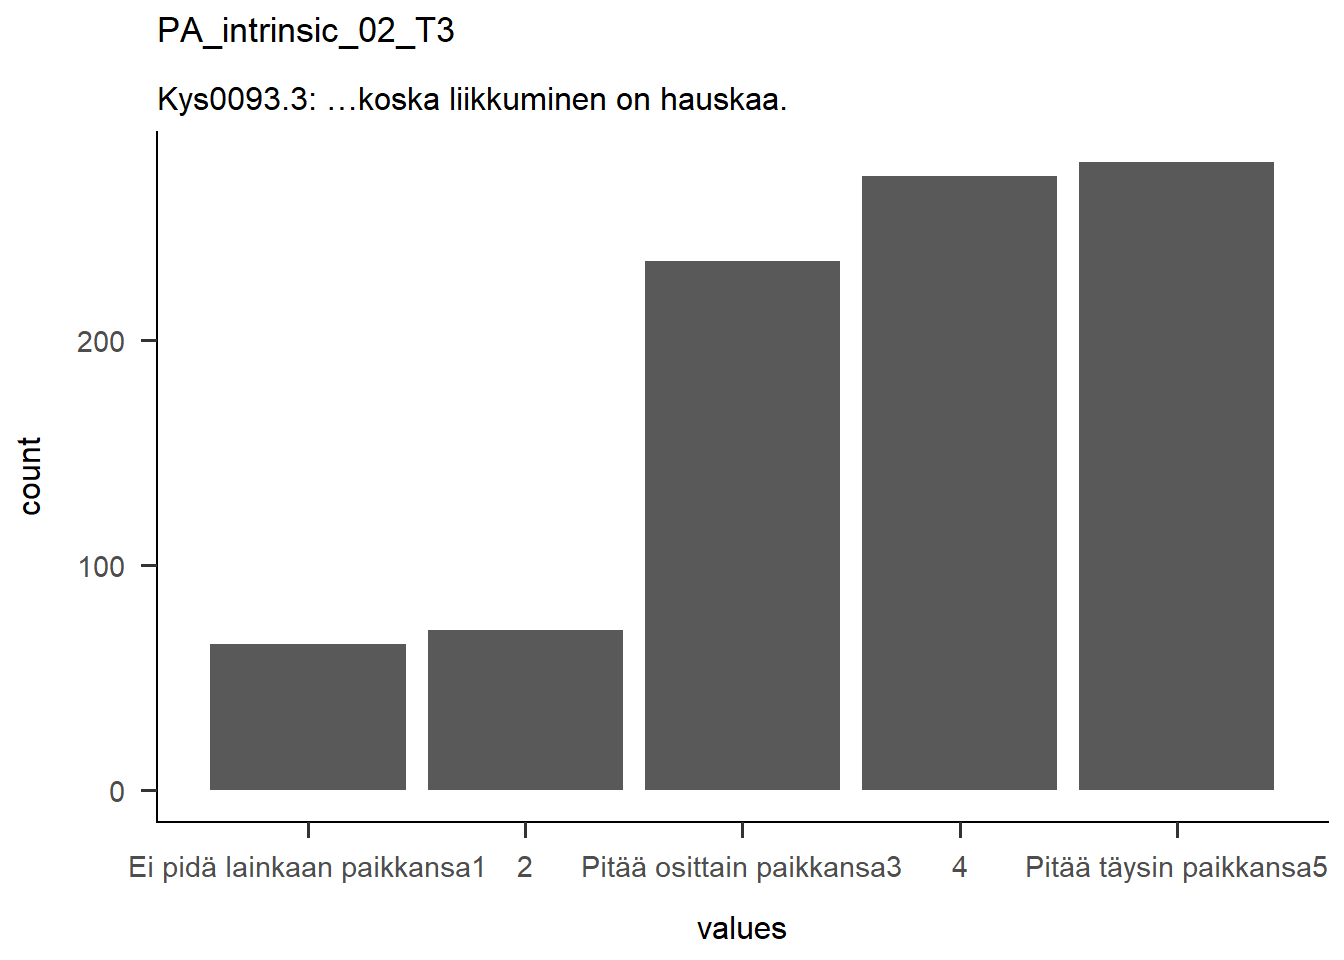 PA_intrinsic_02_T3
Kys0093.3: …koska liikkuminen on hauskaa.
count
200
100
0
Ei pidä lainkaan paikkansa1 2 Pitää osittain paikkansa3 4 Pitää täysin paikkansa5
values